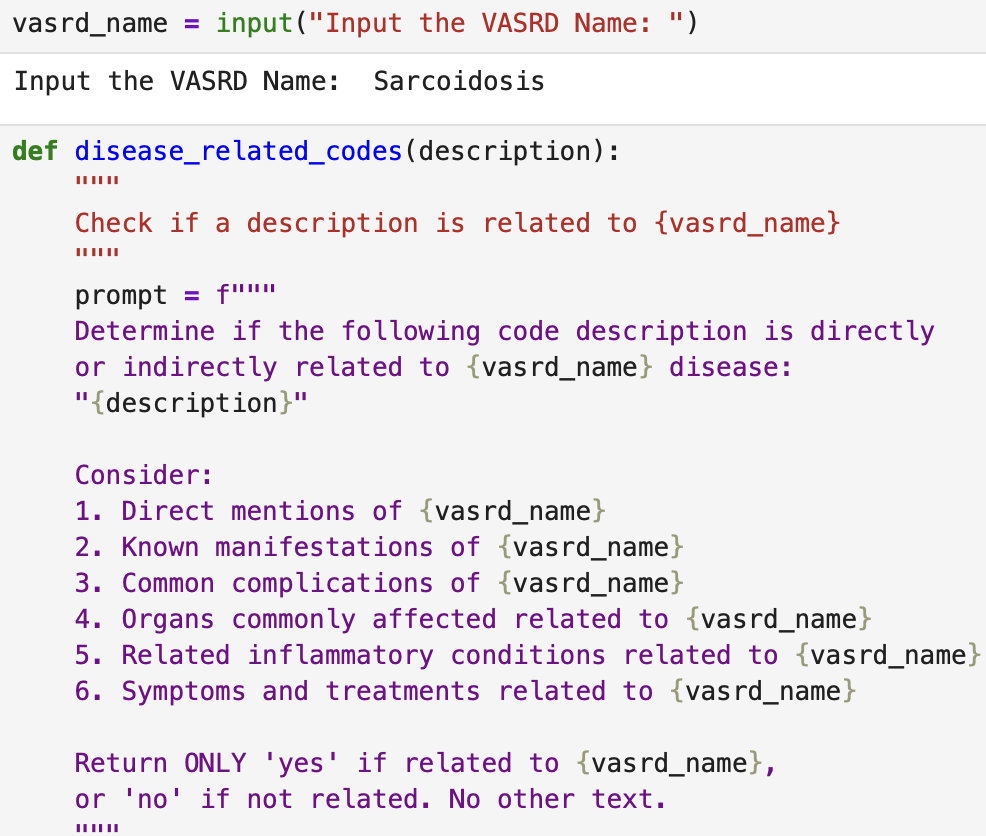 vasrd_name = input("Input the VASRD Name: ")
Input the VASRD Name:  Sarcoidosis
def disease_related_codes(description):
    """
    Check if a description is related to {vasrd_name}
    """
    prompt = f"""
    Determine if the following code description is directly
    or indirectly related to {vasrd_name} disease:
    "{description}"

    Consider:
    1. Direct mentions of {vasrd_name}
    2. Known manifestations of {vasrd_name}
    3. Common complications of {vasrd_name}
    4. Organs commonly affected related to {vasrd_name}
    5. Related inflammatory conditions related to {vasrd_name}
    6. Symptoms and treatments related to {vasrd_name}

    Return ONLY 'yes' if related to {vasrd_name},
    or 'no' if not related. No other text.
    """